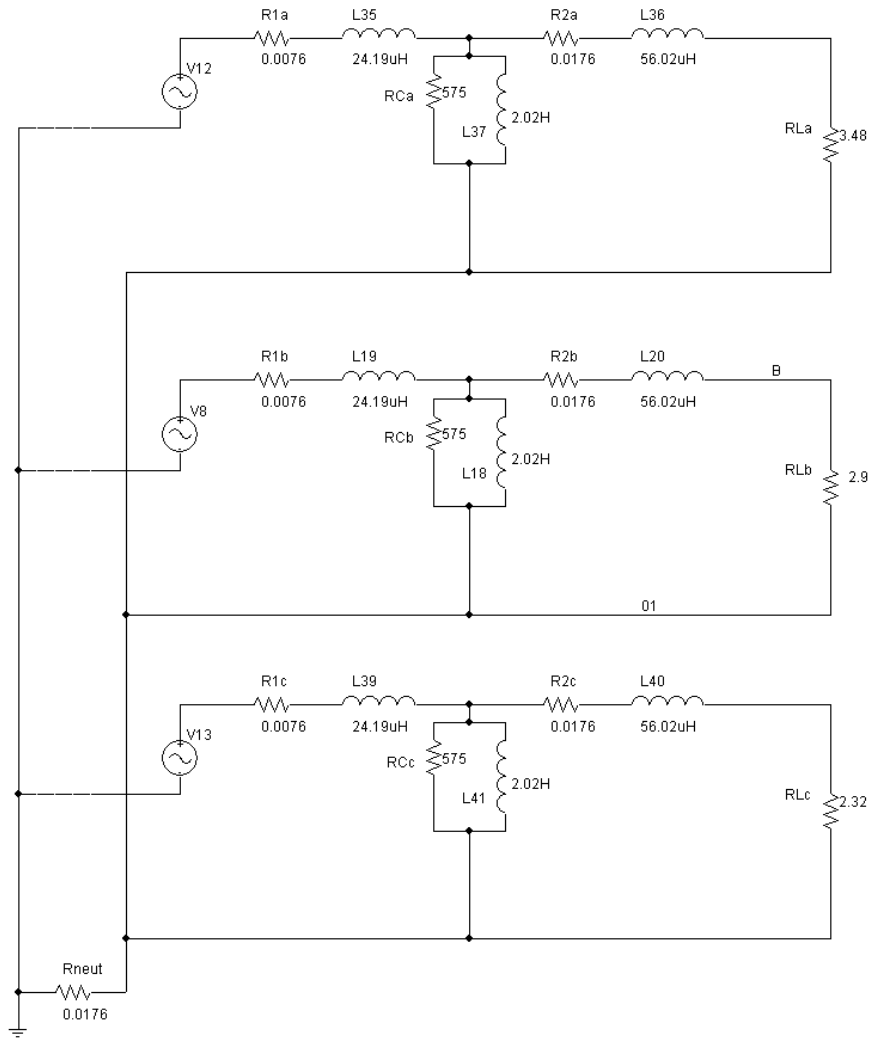 R1a L35 R2a L36
0.0076 24.19uH 0.0176 56.02uH
V12
RCa 575
L37 2.02H
RLa 3.48
R1b L19 R2b L20 B
0.0076 24.19uH 0.0176 56.02uH
V8
RCb 575
L18 2.02H
RLb 2.9
01
R1c L39 R2c L40
0.0076 24.19uH 0.0176 56.02uH
V13
RCc 575
L41 2.02H
RLc 2.32
Rneut
0.0176